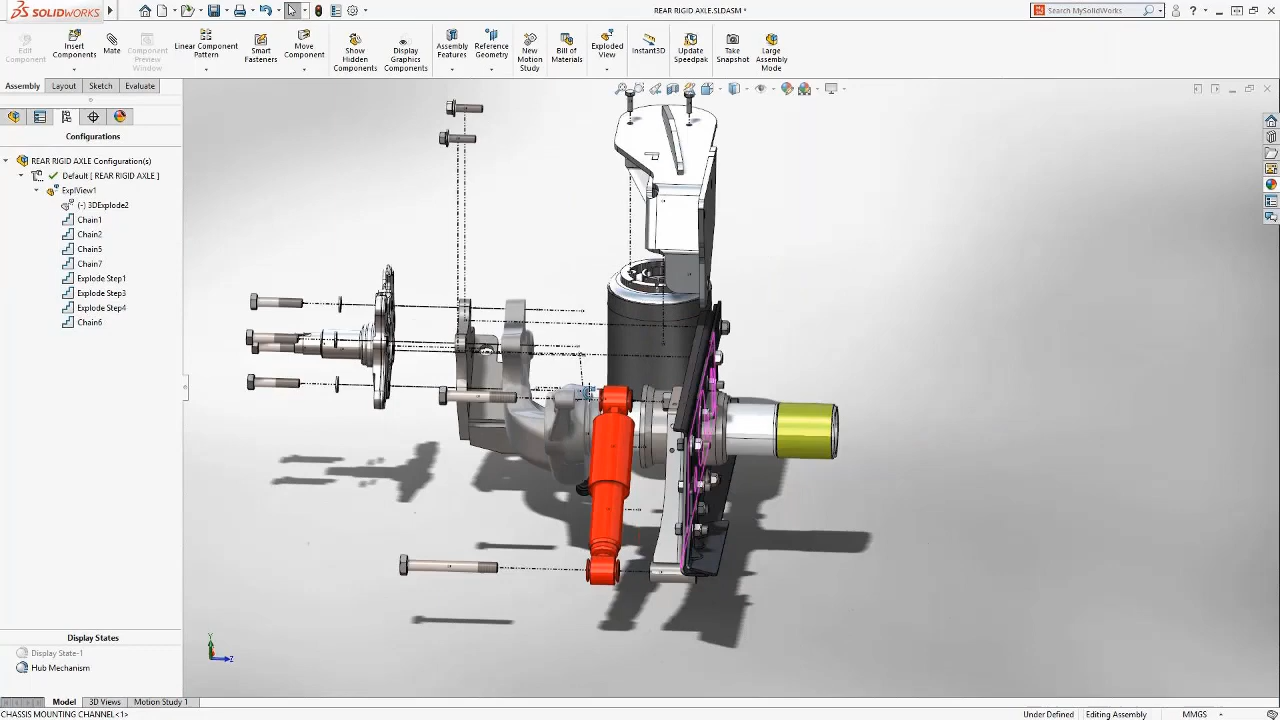 SOLIDWORKS
REAR RIGID AXLE.SLDASM *
Search MySolidWorks
Edit Component
Insert Components
Mate
Component Preview Window
Linear Component Pattern
Smart Fasteners
Move Component
Show Hidden Components
Display Graphics Components
Assembly Features
Reference Geometry
New Motion Study
Bill of Materials
Exploded View
Instant3D
Update Speedpak
Take Snapshot
Large Assembly Mode
Assembly Layout Sketch Evaluate
Configurations
REAR RIGID AXLE Configuration(s)
Default [ REAR RIGID AXLE ]
ExplView1
(-) 3DExplode2
Chain1
Chain2
Chain5
Chain7
Explode Step1
Explode Step3
Explode Step4
Chain6
Display States
Display State-1
Hub Mechanism
Y
Z
Model 3D Views Motion Study 1
CHASSIS MOUNTING CHANNEL<1>
Under Defined Editing Assembly MMGS